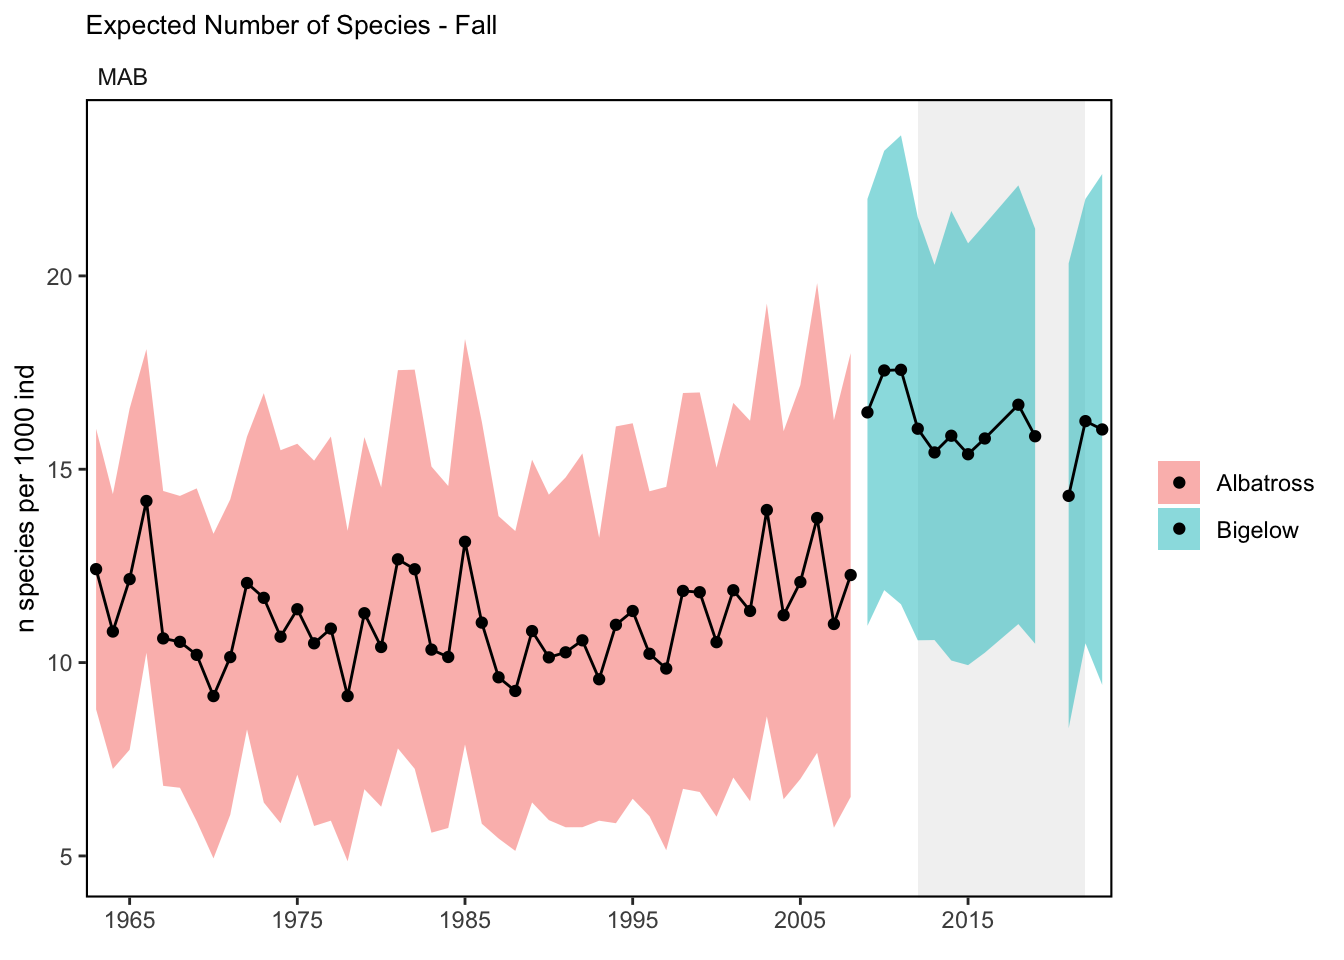 Expected Number of Species - Fall
MAB
n species per 1000 ind
20
15
10
5
1965 1975 1985 1995 2005 2015
Albatross
Bigelow